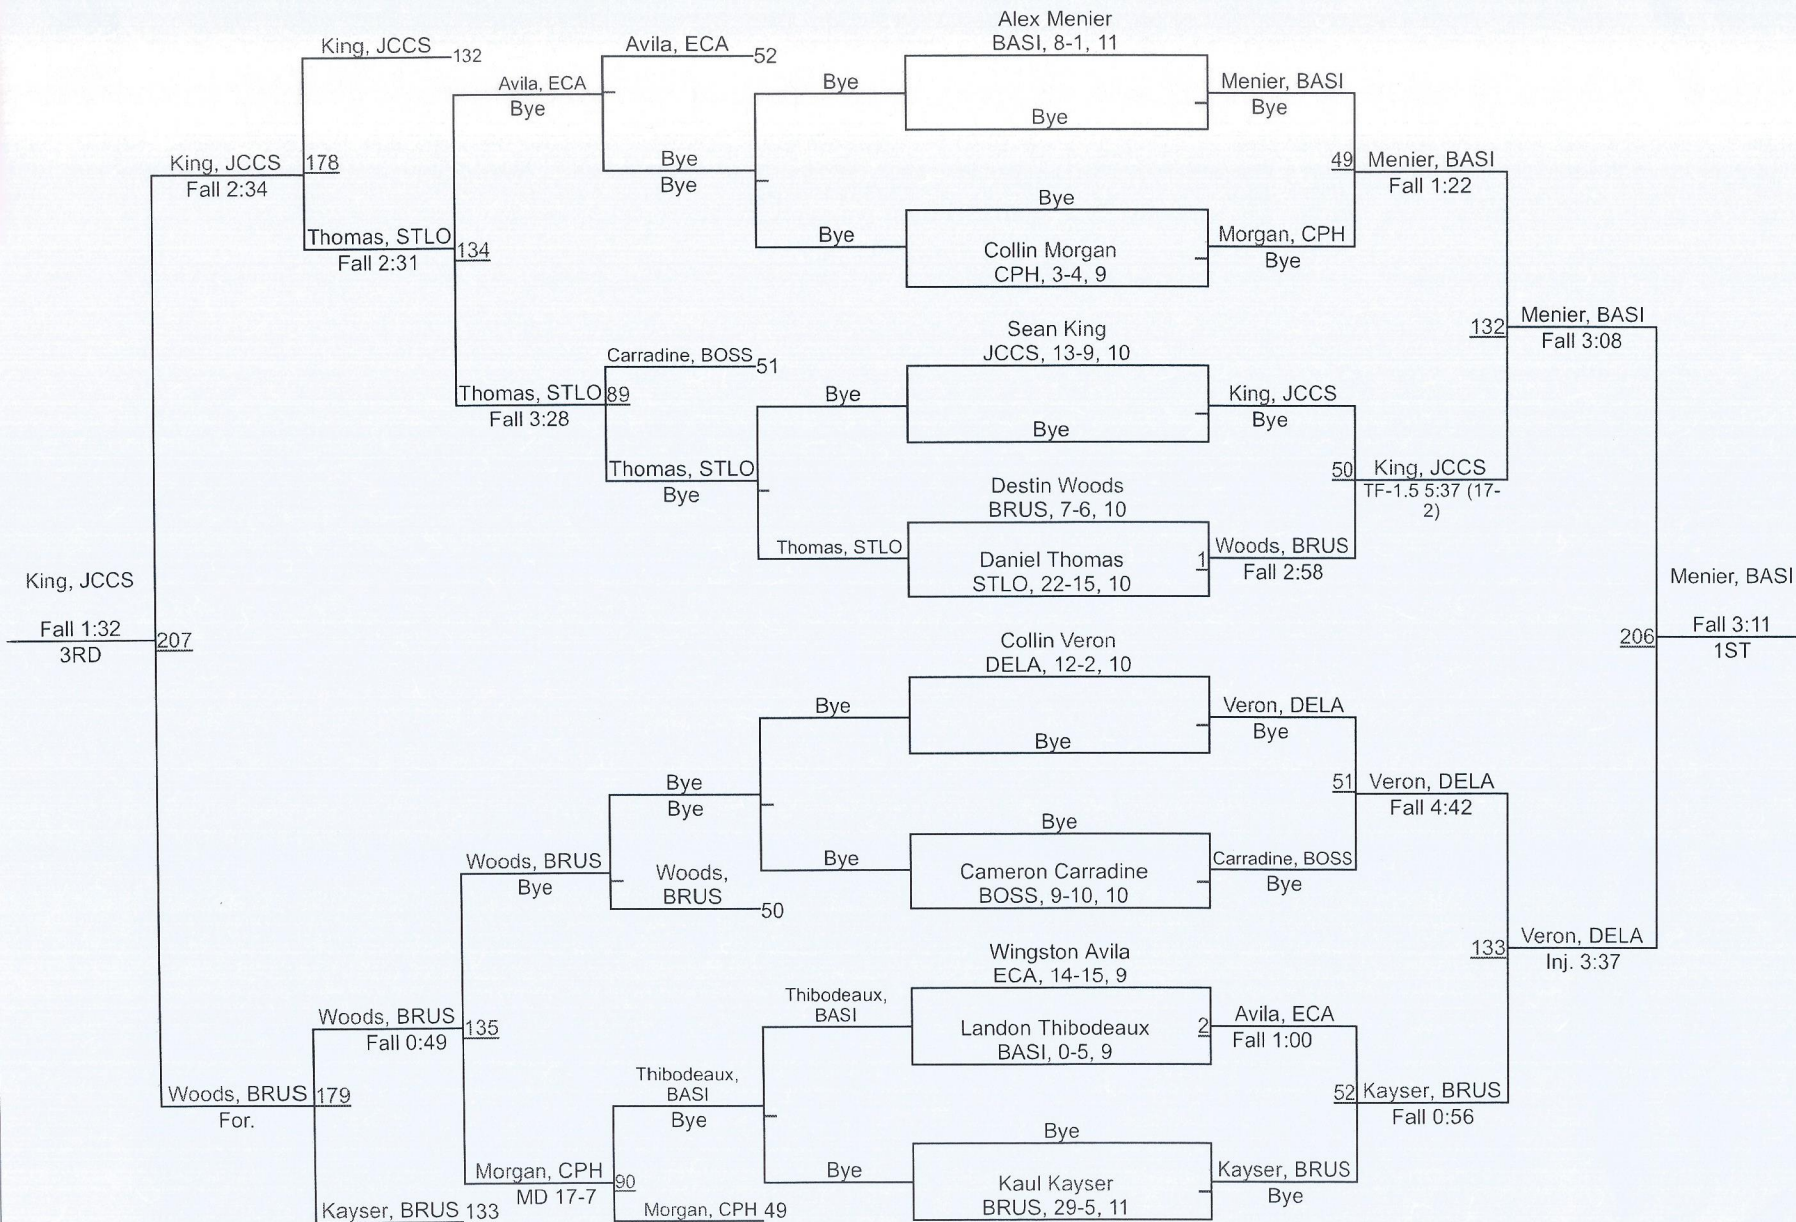 Alex Menier
BASI, 8-1, 11
King, JCCS
132
Avila, ECA
52
Avila, ECA
Bye
Bye
Bye
Menier, BASI
Bye
King, JCCS
178
Fall 2:34
Bye
Bye
49
Menier, BASI
Fall 1:22
Bye
Thomas, STLO
134
Fall 2:31
Bye
Collin Morgan
CPH, 3-4, 9
Morgan, CPH
Bye
Sean King
JCCS, 13-9, 10
132
Menier, BASI
Fall 3:08
Carradine, BOSS
51
Thomas, STLO
89
Fall 3:28
Bye
Bye
King, JCCS
Bye
Thomas, STLO
Bye
50
King, JCCS
TF-1.5 5:37 (17-
2)
Destin Woods
BRUS, 7-6, 10
Thomas, STLO
Daniel Thomas
STLO, 22-15, 10
1
Woods, BRUS
Fall 2:58
King, JCCS
Fall 1:32
3RD
207
Menier, BASI
206
Fall 3:11
1ST
Collin Veron
DELA, 12-2, 10
Bye
Bye
Veron, DELA
Bye
Bye
Bye
51
Veron, DELA
Fall 4:42
Bye
Woods, BRUS
Bye
Woods,
BRUS
50
Bye
Cameron Carradine
BOSS, 9-10, 10
Carradine, BOSS
Bye
133
Veron, DELA
Inj. 3:37
Wingston Avila
ECA, 14-15, 9
Thibodeaux,
BASI
Landon Thibodeaux
BASI, 0-5, 9
2
Avila, ECA
Fall 1:00
Woods, BRUS
135
Fall 0:49
Thibodeaux,
BASI
Bye
Woods, BRUS
179
For.
52
Kayser, BRUS
Fall 0:56
Bye
Morgan, CPH
90
MD 17-7
Bye
Kaul Kayser
BRUS, 29-5, 11
Kayser, BRUS
Bye
Kayser, BRUS
133
Morgan, CPH
49